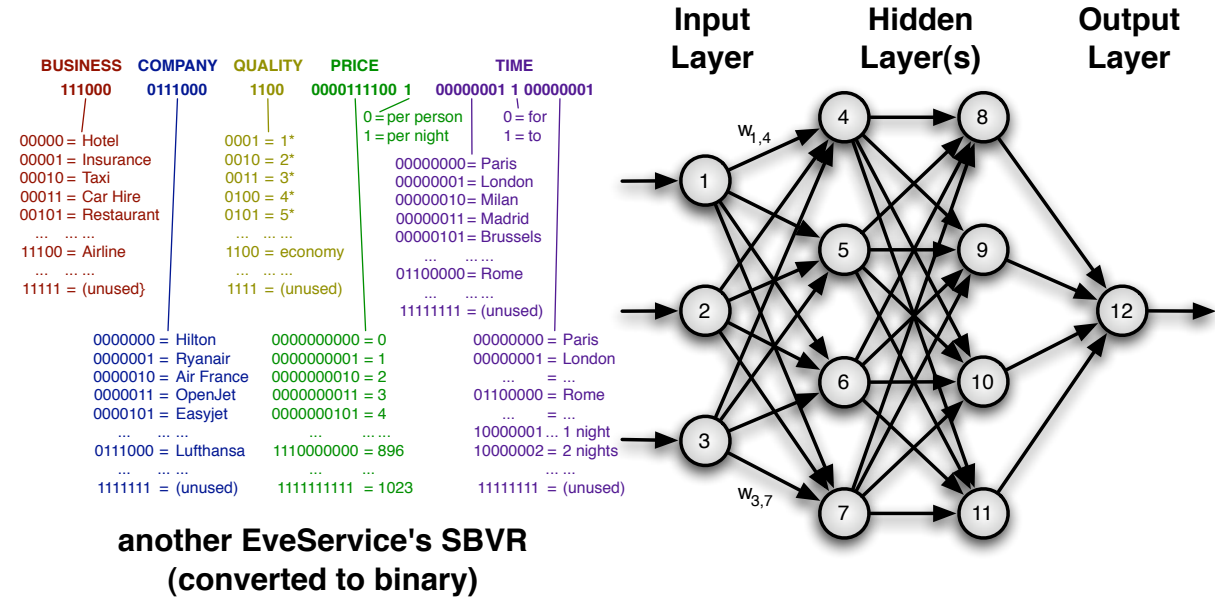 BUSINESS COMPANY QUALITY PRICE TIME
111000 0111000 1100 0000111100 1 00000001 1 00000001
0 = per person
1 = per night
0 = for
1 = to
00000 = Hotel
00001 = Insurance
00010 = Taxi
00011 = Car Hire
00101 = Restaurant
... ... ...
11100 = Airline
... ... ...
11111 = (unused}
0001 = 1*
0010 = 2*
0011 = 3*
0100 = 4*
0101 = 5*
... ... ...
1100 = economy
... ... ...
1111 = (unused)
00000000 = Paris
00000001 = London
00000010 = Milan
00000011 = Madrid
00000101 = Brussels
... ... ...
01100000 = Rome
... ... ...
11111111 = (unused)
0000000 = Hilton
0000001 = Ryanair
0000010 = Air France
0000011 = OpenJet
0000101 = Easyjet
... ... ...
0111000 = Lufthansa
... ... ...
1111111 = (unused)
0000000000 = 0
0000000001 = 1
0000000010 = 2
0000000011 = 3
0000000101 = 4
... ... ...
1110000000 = 896
... ...
1111111111 = 1023
00000000 = Paris
00000001 = London
... = ...
01100000 = Rome
... = ...
10000001 ... 1 night
10000002 = 2 nights
... ...
11111111 = (unused)
another EveService's SBVR
(converted to binary)
Input
Layer
Hidden
Layer(s)
Output
Layer
w1,4
w3,7
1
2
3
4
5
6
7
8
9
10
11
12